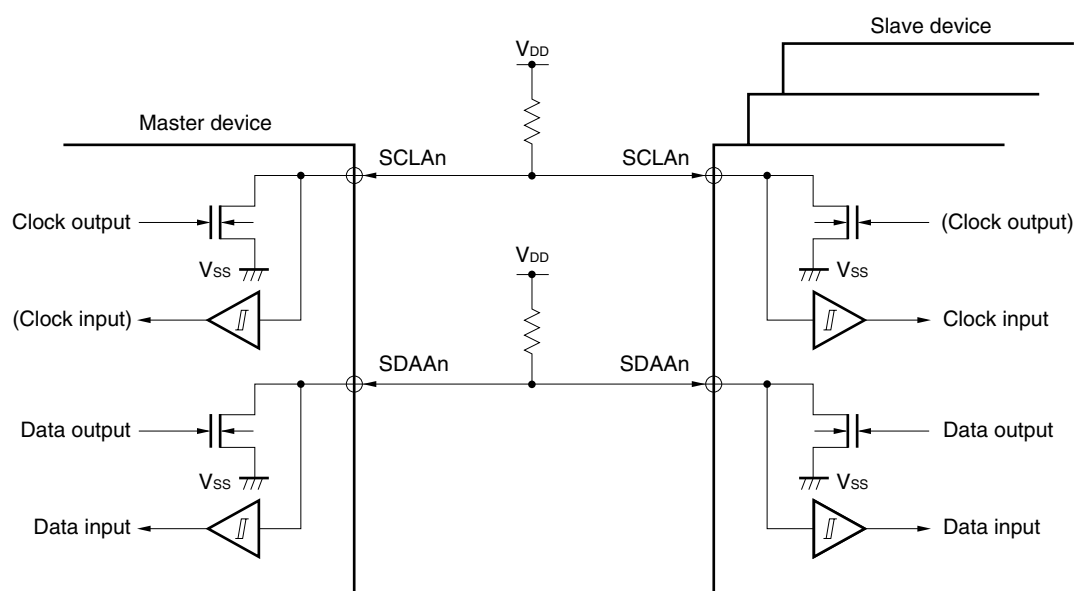 Slave device
VDD
Master device
SCLAn
SCLAn
Clock output
(Clock output)
VSS
VSS
VDD
(Clock input)
Clock input
SDAAn
SDAAn
Data output
Data output
VSS
VSS
Data input
Data input